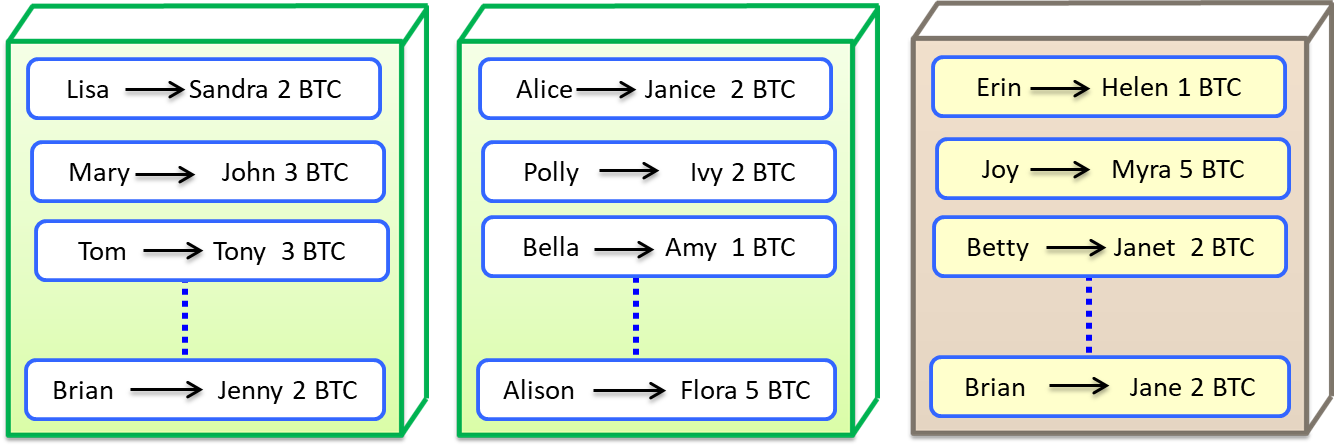 Lisa Sandra 2 BTC
Mary John 3 BTC
Tom Tony 3 BTC
Brian Jenny 2 BTC
Alice Janice 2 BTC
Polly Ivy 2 BTC
Bella Amy 1 BTC
Alison Flora 5 BTC
Erin Helen 1 BTC
Joy Myra 5 BTC
Betty Janet 2 BTC
Brian Jane 2 BTC